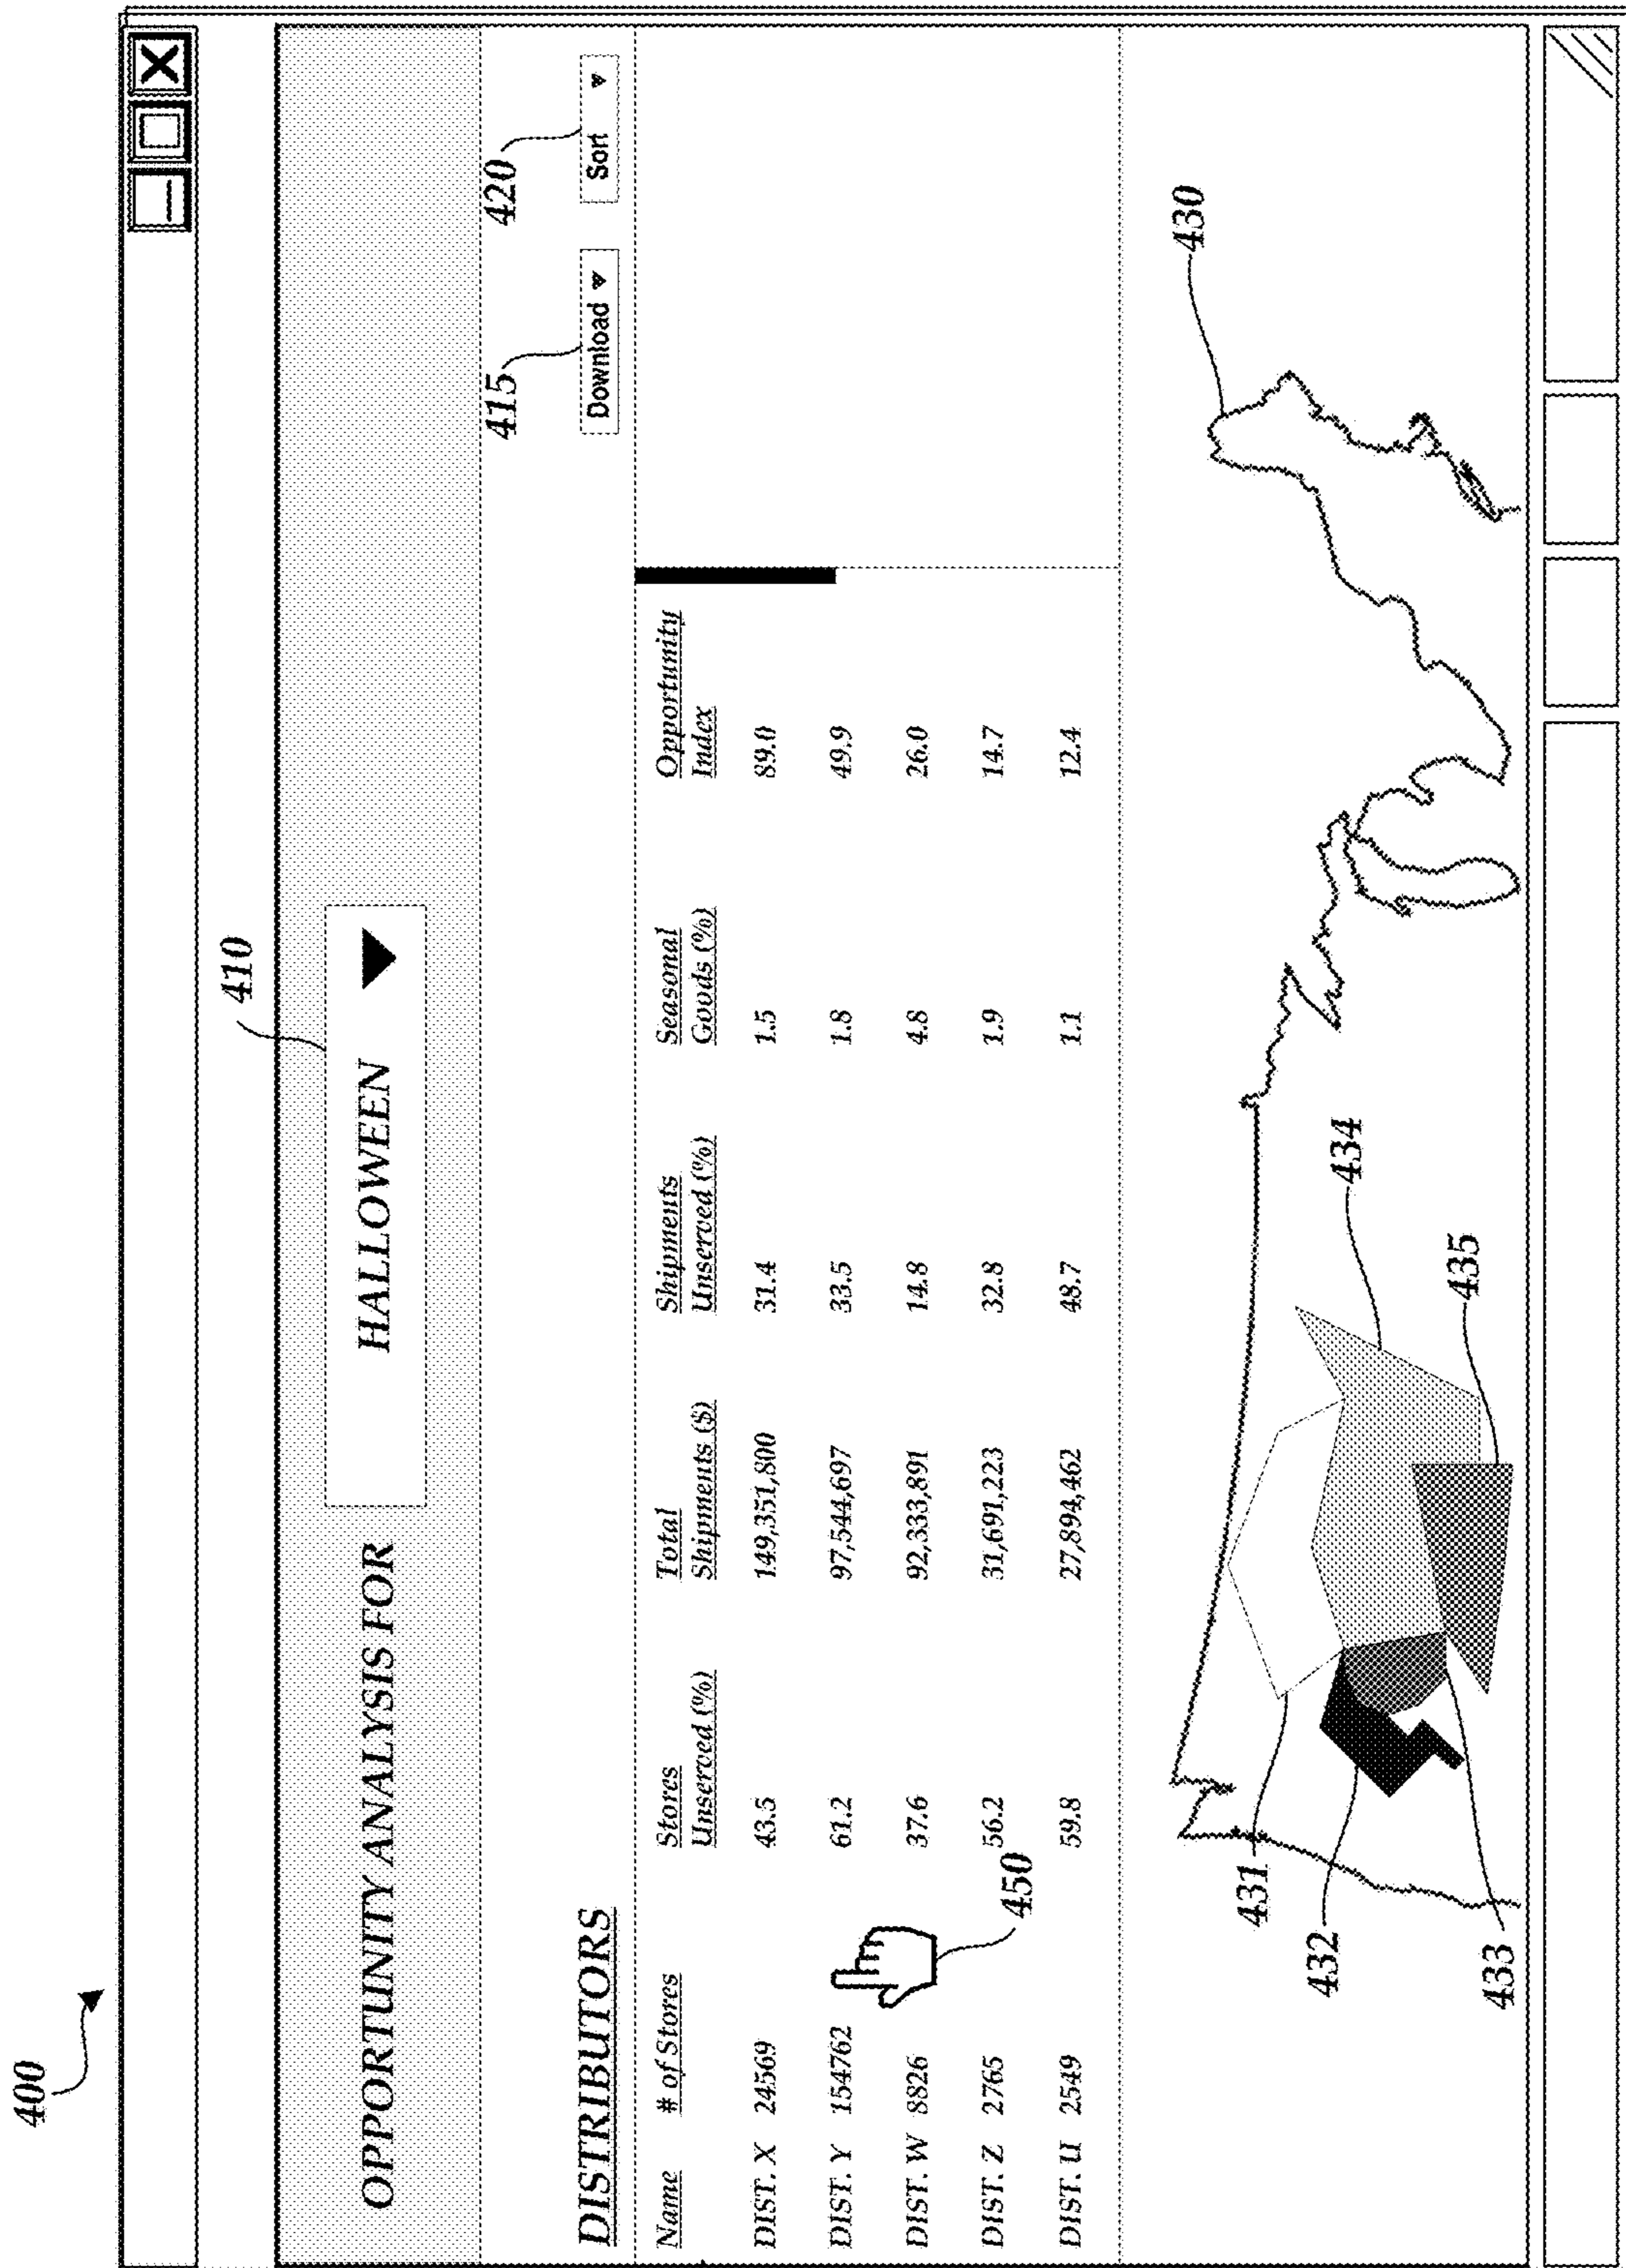 400
410
OPPORTUNITY ANALYSIS FOR HALLOWEEN
415
420
DISTRIBUTORS Download Sort
Name # of Stores Stores Unserved (%) Total Shipments ($) Shipments Unserved (%) Seasonal Goods (%) Opportunity Index
DIST. X 24569 43.5 149,351,800 31.4 1.5 89.0
DIST. Y 154762 61.2 97,544,697 33.5 1.8 49.9
DIST. W 8826 37.6 92,333,891 14.8 4.8 26.0
DIST. Z 2765 56.2 31,691,223 32.8 1.9 14.7
DIST. U 2549 59.8 27,894,462 48.7 1.1 12.4
450
430
431
432
434
435
433